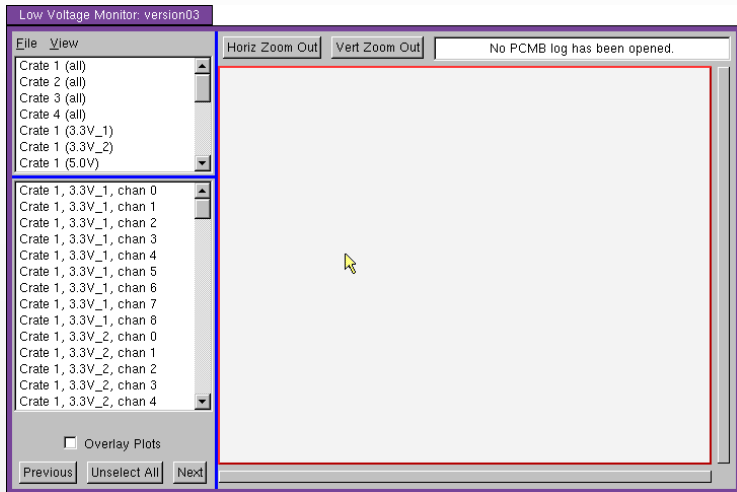 Low Voltage Monitor: version03
File View
Horiz Zoom Out
Vert Zoom Out
No PCMB log has been opened.
Crate 1 (all)
Crate 2 (all)
Crate 3 (all)
Crate 4 (all)
Crate 1 (3.3V_1)
Crate 1 (3.3V_2)
Crate 1 (5.0V)
Crate 1, 3.3V_1, chan 0
Crate 1, 3.3V_1, chan 1
Crate 1, 3.3V_1, chan 2
Crate 1, 3.3V_1, chan 3
Crate 1, 3.3V_1, chan 4
Crate 1, 3.3V_1, chan 5
Crate 1, 3.3V_1, chan 6
Crate 1, 3.3V_1, chan 7
Crate 1, 3.3V_1, chan 8
Crate 1, 3.3V_2, chan 0
Crate 1, 3.3V_2, chan 1
Crate 1, 3.3V_2, chan 2
Crate 1, 3.3V_2, chan 3
Crate 1, 3.3V_2, chan 4
Overlay Plots
Previous
Unselect All
Next